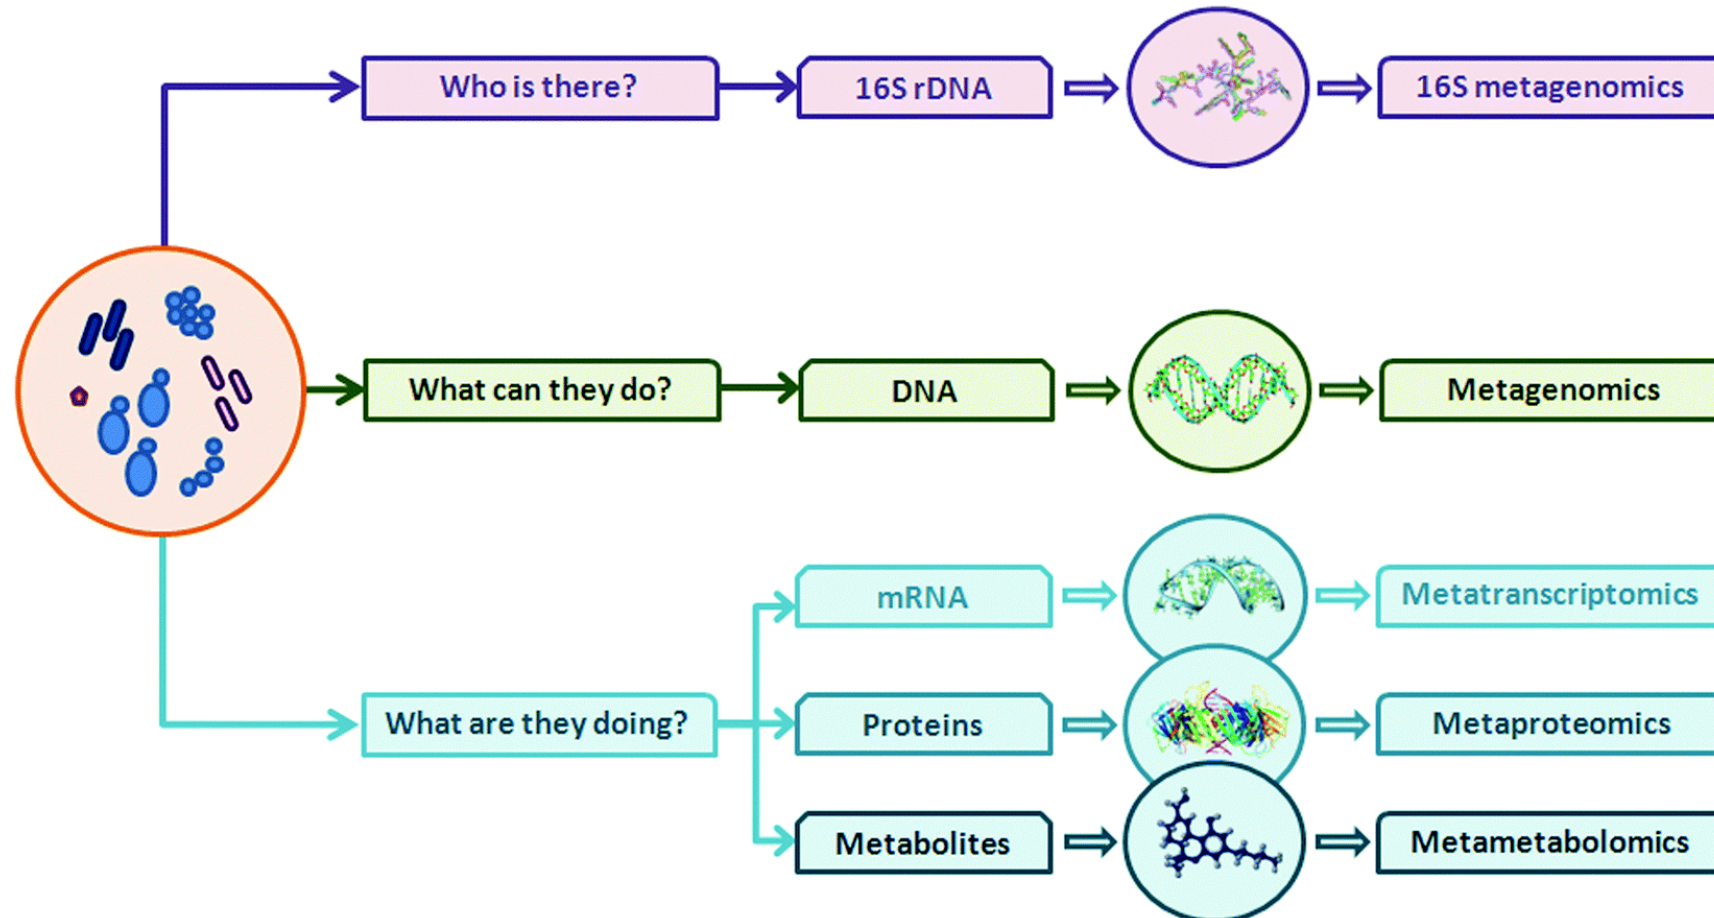 Who is there?
16S rDNA
16S metagenomics
What can they do?
DNA
Metagenomics
mRNA
Metatranscriptomics
What are they doing?
Proteins
Metaproteomics
Metabolites
Metametabolomics